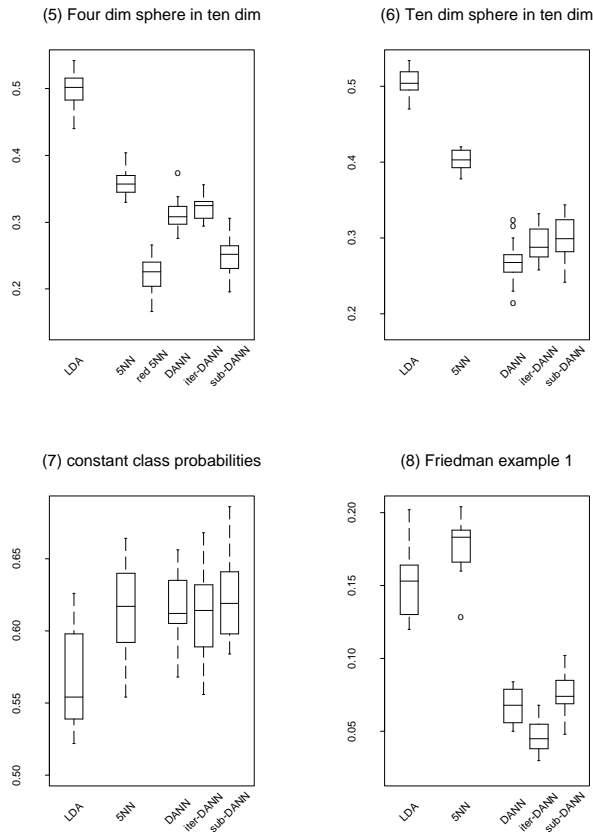 (5) Four dim sphere in ten dim
0.5
0.4
0.3
0.2
LDA
5NN
red 5NN
DANN
iter-DANN
sub-DANN
(6) Ten dim sphere in ten dim
0.5
0.4
0.3
0.2
LDA
5NN
DANN
iter-DANN
sub-DANN
(7) constant class probabilities
0.65
0.60
0.55
0.50
LDA
5NN
DANN
iter-DANN
sub-DANN
(8) Friedman example 1
0.20
0.15
0.10
0.05
LDA
5NN
DANN
iter-DANN
sub-DANN